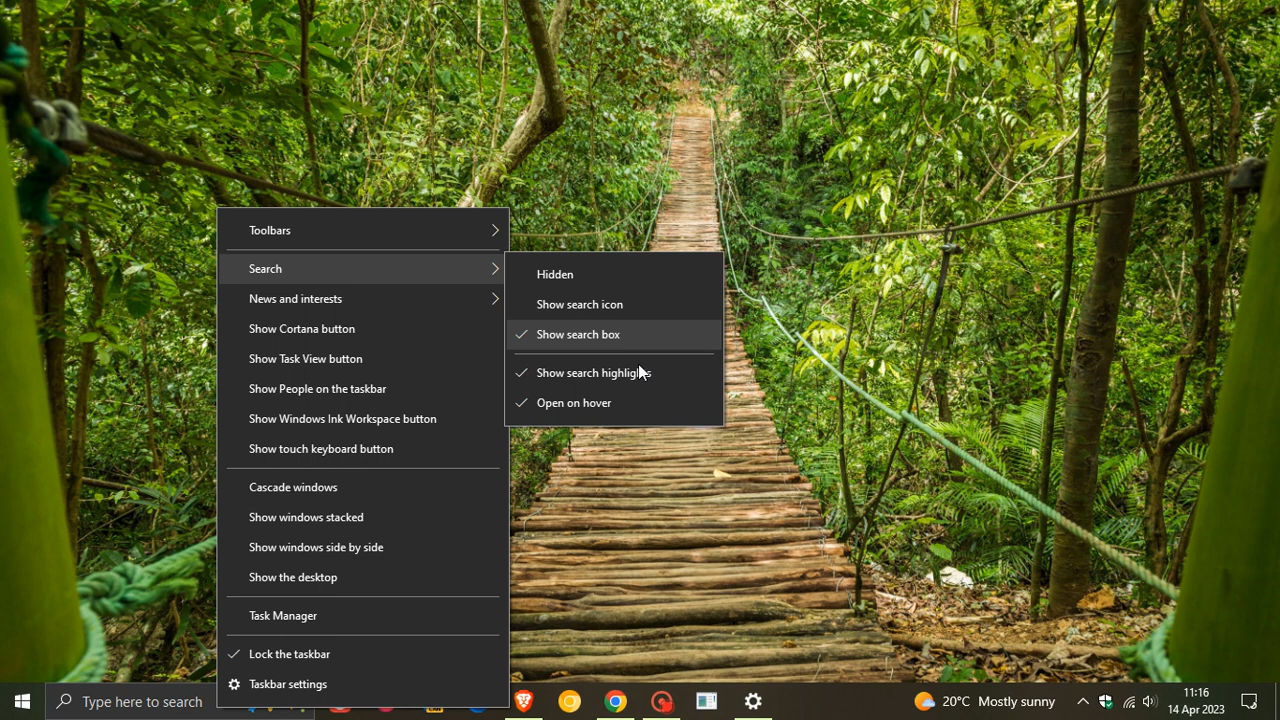 Toolbars
Search
News and interests
Show Cortana button
Show Task View button
Show People on the taskbar
Show Windows Ink Workspace button
Show touch keyboard button
Cascade windows
Show windows stacked
Show windows side by side
Show the desktop
Task Manager
Lock the taskbar
Taskbar settings
Hidden
Show search icon
Show search box
Show search highlights
Open on hover
Type here to search
20°C Mostly sunny
11:16
14 Apr 2023